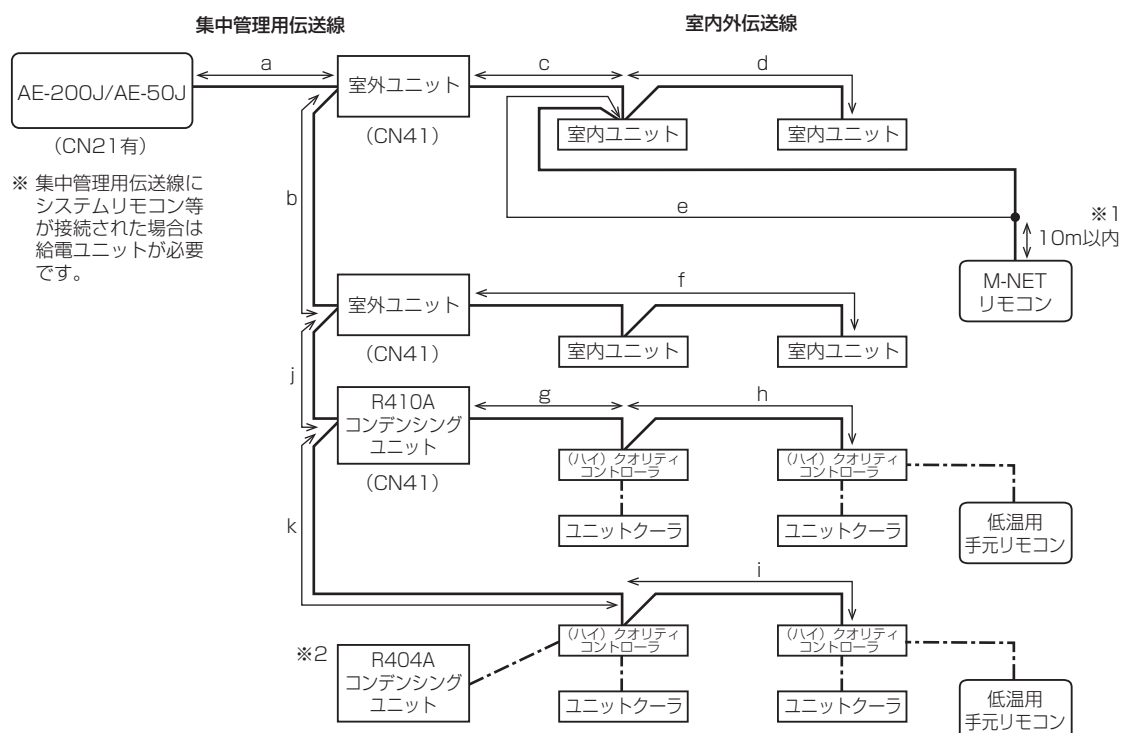 集中管理用伝送線
室内外伝送線
AE-200J/AE-50J
(CN21有)
※ 集中管理用伝送線に
システムリモコン等
が接続された場合は
給電ユニットが必要
です。
a
室外ユニット
(CN41)
c
d
室内ユニット
室内ユニット
b
e
※1
10m以内
M-NET
リモコン
室外ユニット
(CN41)
f
室内ユニット
室内ユニット
j
R410A
コンデンシング
ユニット
(CN41)
g
h
(ハイ)クオリティ
コントローラ
(ハイ)クオリティ
コントローラ
ユニットクーラ
ユニットクーラ
低温用
手元リモコン
k
i
※2
R404A
コンデンシング
ユニット
(ハイ)クオリティ
コントローラ
(ハイ)クオリティ
コントローラ
ユニットクーラ
ユニットクーラ
低温用
手元リモコン